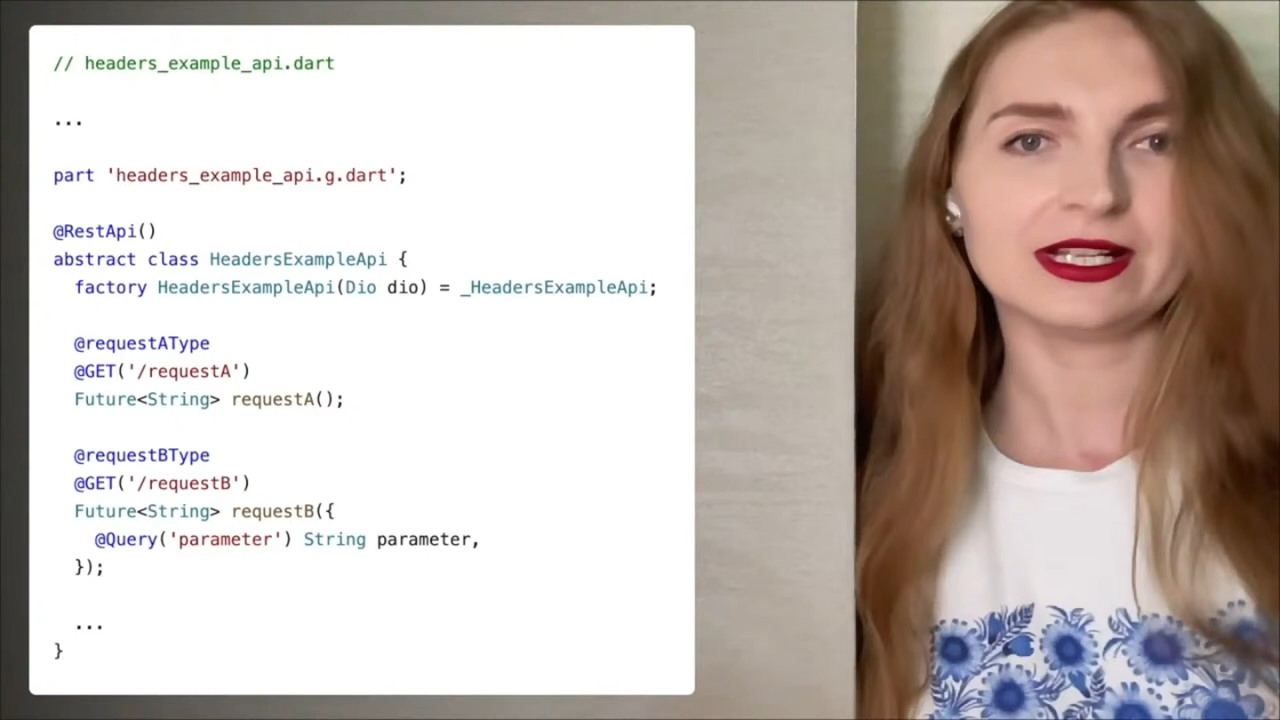 // headers_example_api.dart
...
part 'headers_example_api.g.dart';
@RestApi()
abstract class HeadersExampleApi {
factory HeadersExampleApi(Dio dio) = _HeadersExampleApi;
@requestAType
@GET('/requestA')
Future<String> requestA();
@requestBType
@GET('/requestB')
Future<String> requestB({
@Query('parameter') String parameter,
});
...
}